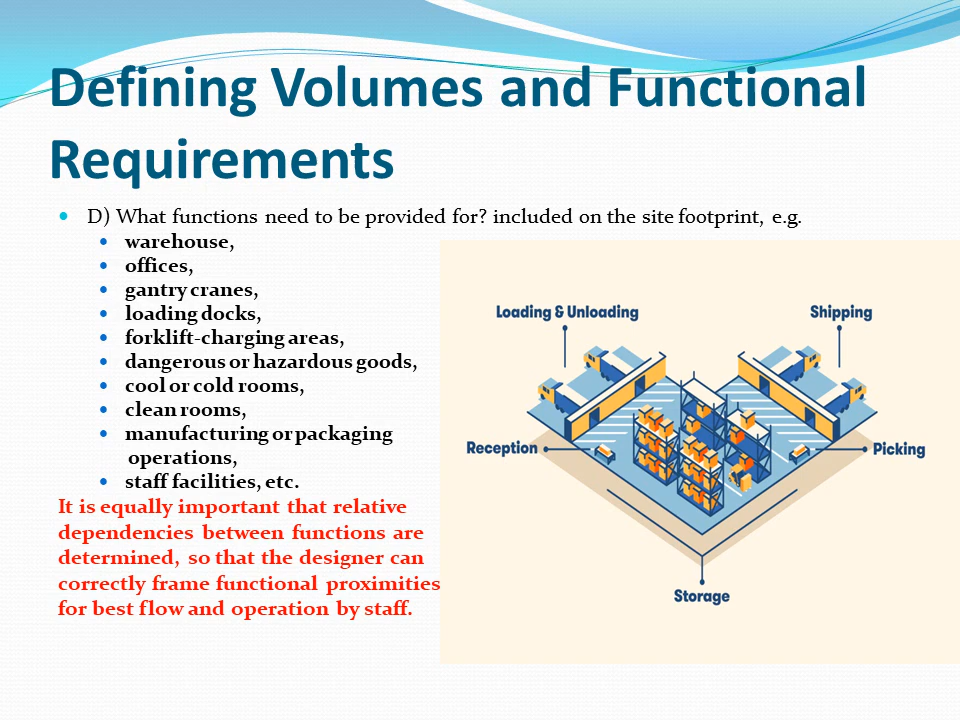 Defining Volumes and Functional
Requirements
D) What functions need to be provided for? included on the site footprint, e.g.
warehouse,
offices,
gantry cranes,
loading docks,
forklift-charging areas,
dangerous or hazardous goods,
cool or cold rooms,
clean rooms,
manufacturing or packaging
operations,
staff facilities, etc.
It is equally important that relative
dependencies between functions are
determined, so that the designer can
correctly frame functional proximities
for best flow and operation by staff.
Loading & Unloading
Shipping
Reception
Picking
Storage